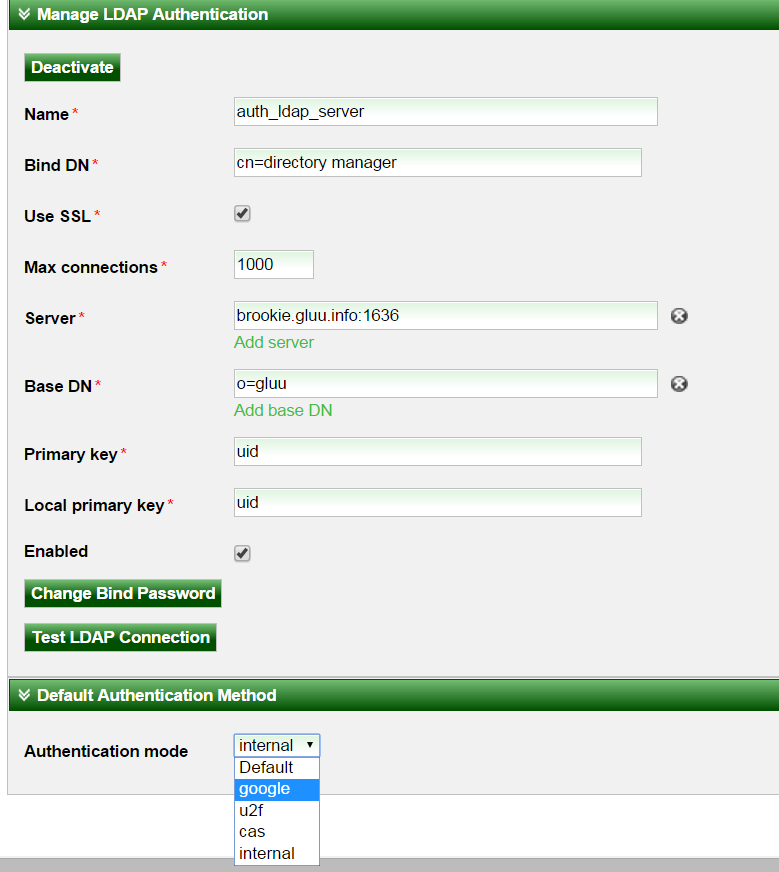 Manage LDAP Authentication
Deactivate
Name* auth_ldap_server
Bind DN* cn=directory manager
Use SSL*
Max connections* 1000
Server* brookie.gluu.info:1636
Add server
Base DN* o=gluu
Add base DN
Primary key* uid
Local primary key* uid
Enabled
Change Bind Password
Test LDAP Connection
Default Authentication Method
Authentication mode internal
Default
google
u2f
cas
internal